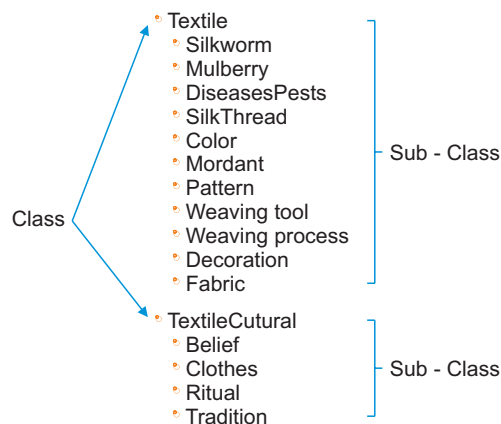 Textile
Silkworm
Mulberry
DiseasesPests
SilkThread
Color
Mordant
Pattern
Weaving tool
Weaving process
Decoration
Fabric
Sub - Class
Class
TextileCutural
Belief
Clothes
Ritual
Tradition
Sub - Class